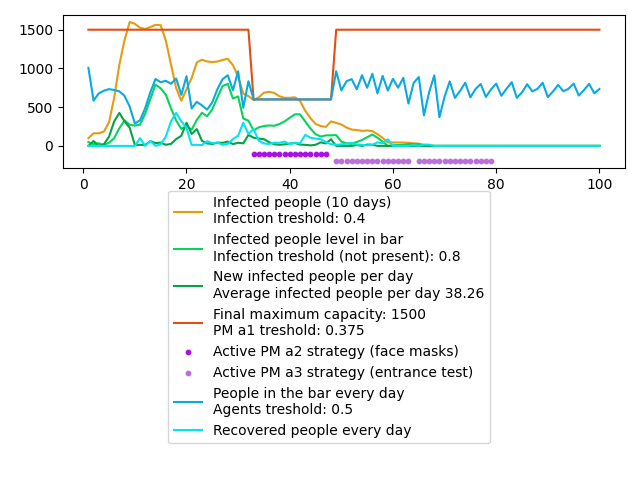 1500
1000
500
0
0 20 40 60 80 100
Infected people (10 days)
Infection treshold: 0.4
Infected people level in bar
Infection treshold (not present): 0.8
New infected people per day
Average infected people per day 38.26
Final maximum capacity: 1500
PM a1 treshold: 0.375
Active PM a2 strategy (face masks)
Active PM a3 strategy (entrance test)
People in the bar every day
Agents treshold: 0.5
Recovered people every day